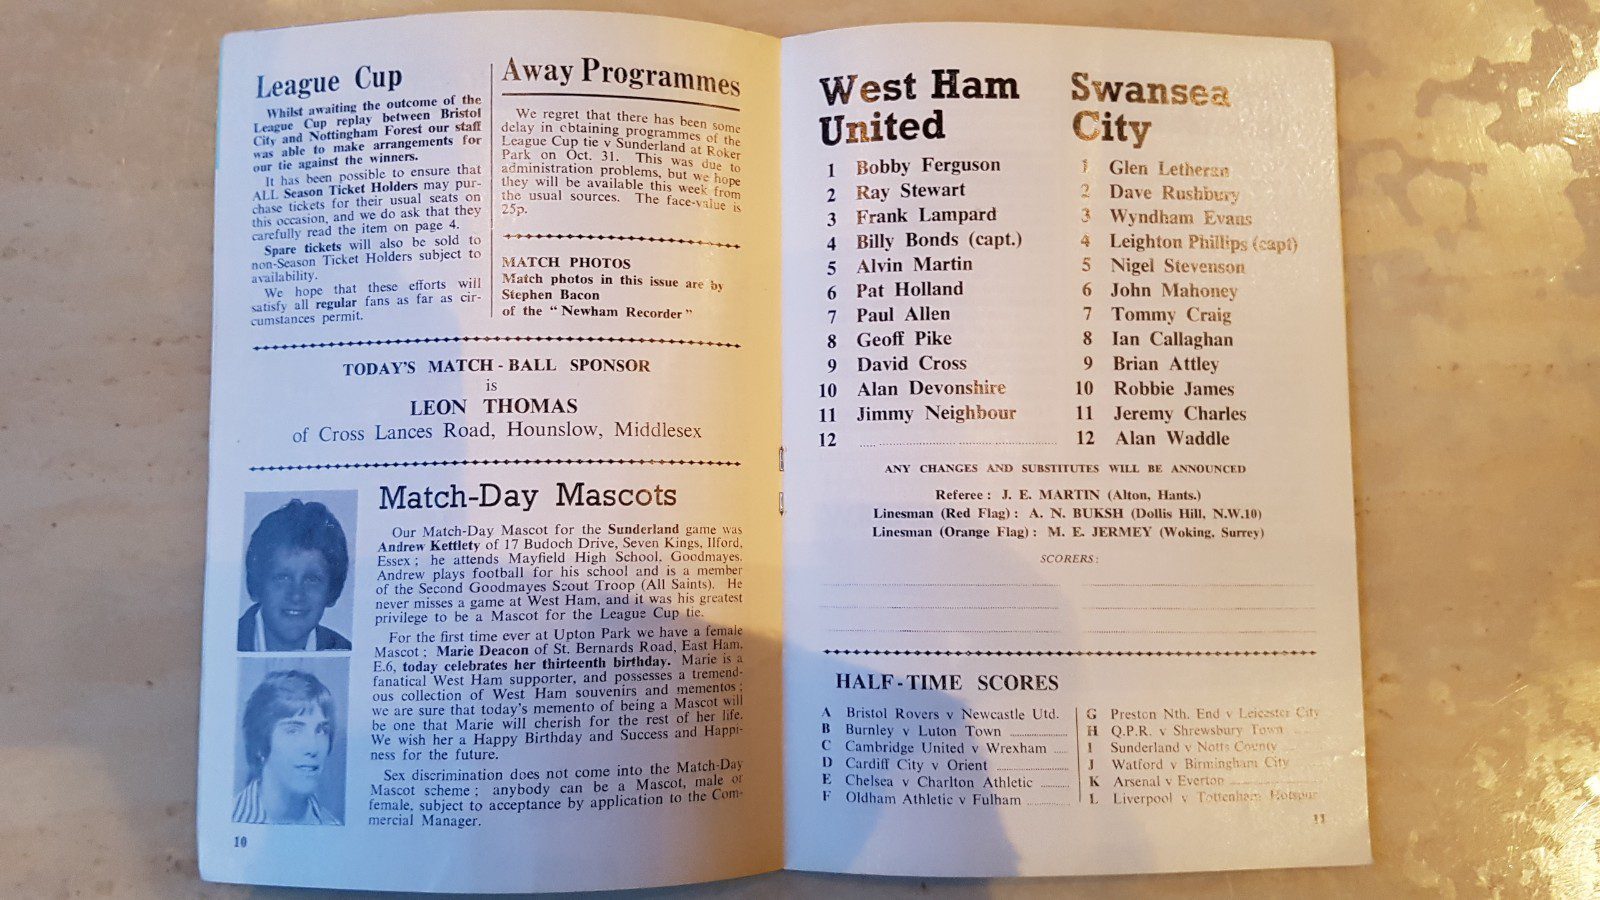 League Cup
Whilst awaiting the outcome of the
League Cup replay between Bristol
City and Nottingham Forest our staff
was able to make arrangements for
our tie against the winners.
It has been possible to ensure that
ALL Season Ticket Holders may pur-
chase tickets for their usual seats on
this occasion, and we do ask that they
carefully read the item on page 4.
Spare tickets will also be sold to
non-Season Ticket Holders subject to
availability.
We hope that these efforts will
satisfy all regular fans as far as cir-
cumstances permit.
Away Programmes
We regret that there has been some
delay in obtaining programmes of the
League Cup tie v Sunderland at Roker
Park on Oct. 31. This was due to
administration problems, but we hope
they will be available this week from
the usual sources. The face-value is
25p.
MATCH PHOTOS
Match photos in this issue are by
Stephen Bacon
of the "Newham Recorder"
TODAY'S MATCH-BALL SPONSOR
is
LEON THOMAS
of Cross Lances Road, Hounslow, Middlesex
Match-Day Mascots
Our Match-Day Mascot for the Sunderland game was
Andrew Kettlety of 17 Budoch Drive, Seven Kings, Ilford,
Essex; he attends Mayfield High School, Goodmayes.
Andrew plays football for his school and is a member
of the Second Goodmayes Scout Troop (All Saints). He
never misses a game at West Ham, and it was his greatest
privilege to be a Mascot for the League Cup tie.
For the first time ever at Upton Park we have a female
Mascot; Marie Deacon of St. Bernards Road, East Ham,
E.6, today celebrates her thirteenth birthday. Marie is a
fanatical West Ham supporter, and possesses a tremend-
ous collection of West Ham souvenirs and mementos;
we are sure that today's memento of being a Mascot will
be one that Marie will cherish for the rest of her life.
We wish her a Happy Birthday and Success and Happi-
ness for the future.
Sex discrimination does not come into the Match-Day
Mascot scheme; anybody can be a Mascot, male or
female, subject to acceptance by application to the Com-
mercial Manager.
10
West Ham
United
1 Bobby Ferguson
2 Ray Stewart
3 Frank Lampard
4 Billy Bonds (capt.)
5 Alvin Martin
6 Pat Holland
7 Paul Allen
8 Geoff Pike
9 David Cross
10 Alan Devonshire
11 Jimmy Neighbour
12
Swansea
City
1 Glen Letheran
2 Dave Rushbury
3 Wyndham Evans
4 Leighton Phillips (capt)
5 Nigel Stevenson
6 John Mahoney
7 Tommy Craig
8 Ian Callaghan
9 Brian Attley
10 Robbie James
11 Jeremy Charles
12 Alan Waddle
ANY CHANGES AND SUBSTITUTES WILL BE ANNOUNCED
Referee: J. E. MARTIN (Alton, Hants.)
Linesman (Red Flag): A. N. BUKSH (Dollis Hill, N.W.10)
Linesman (Orange Flag): M. E. JERMEY (Woking, Surrey)
SCORERS:
HALF-TIME SCORES
A Bristol Rovers v Newcastle Utd.
B Burnley v Luton Town
C Cambridge United v Wrexham
D Cardiff City v Orient
E Chelsea v Charlton Athletic
F Oldham Athletic v Fulham
G Preston Nth. End v Leicester City
H Q.P.R. v Shrewsbury Town
I Sunderland v Notts County
J Watford v Birmingham City
K Arsenal v Everton
L Liverpool v Tottenham Hotspur
11